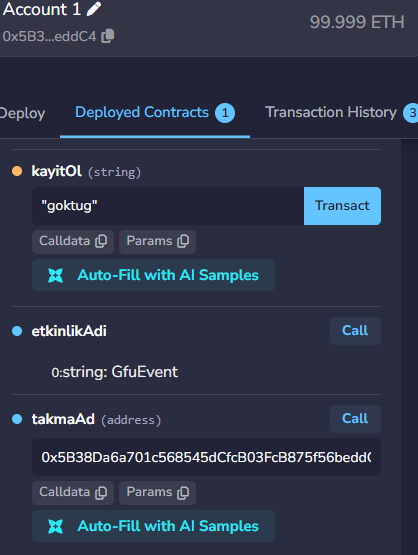 Account 1
0x5B3...eddC4
99.999 ETH
Deploy
Deployed Contracts 1
Transaction History 3
kayitOl (string)
"goktug"
Transact
Calldata Params
Auto-Fill with AI Samples
etkinlikAdi
Call
0:string: GfuEvent
takmaAd (address)
Call
0x5B38Da6a701c568545dCfcB03FcB875f56bedd
Calldata Params
Auto-Fill with AI Samples